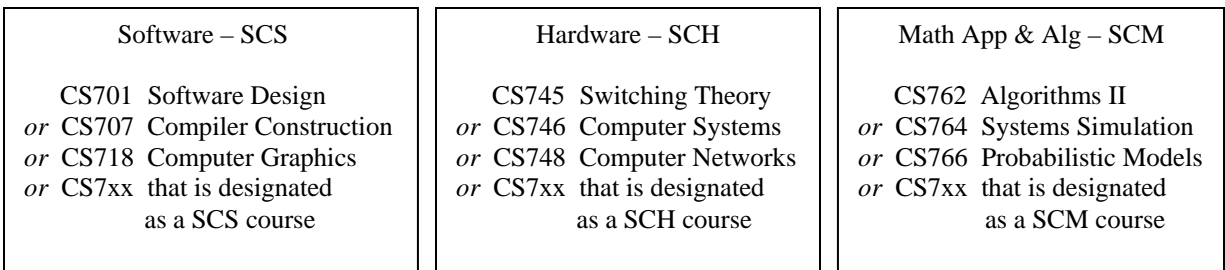 Software – SCS
CS701 Software Design
or CS707 Compiler Construction
or CS718 Computer Graphics
or CS7xx that is designated
as a SCS course
Hardware – SCH
CS745 Switching Theory
or CS746 Computer Systems
or CS748 Computer Networks
or CS7xx that is designated
as a SCH course
Math App & Alg – SCM
CS762 Algorithms II
or CS764 Systems Simulation
or CS766 Probabilistic Models
or CS7xx that is designated
as a SCM course